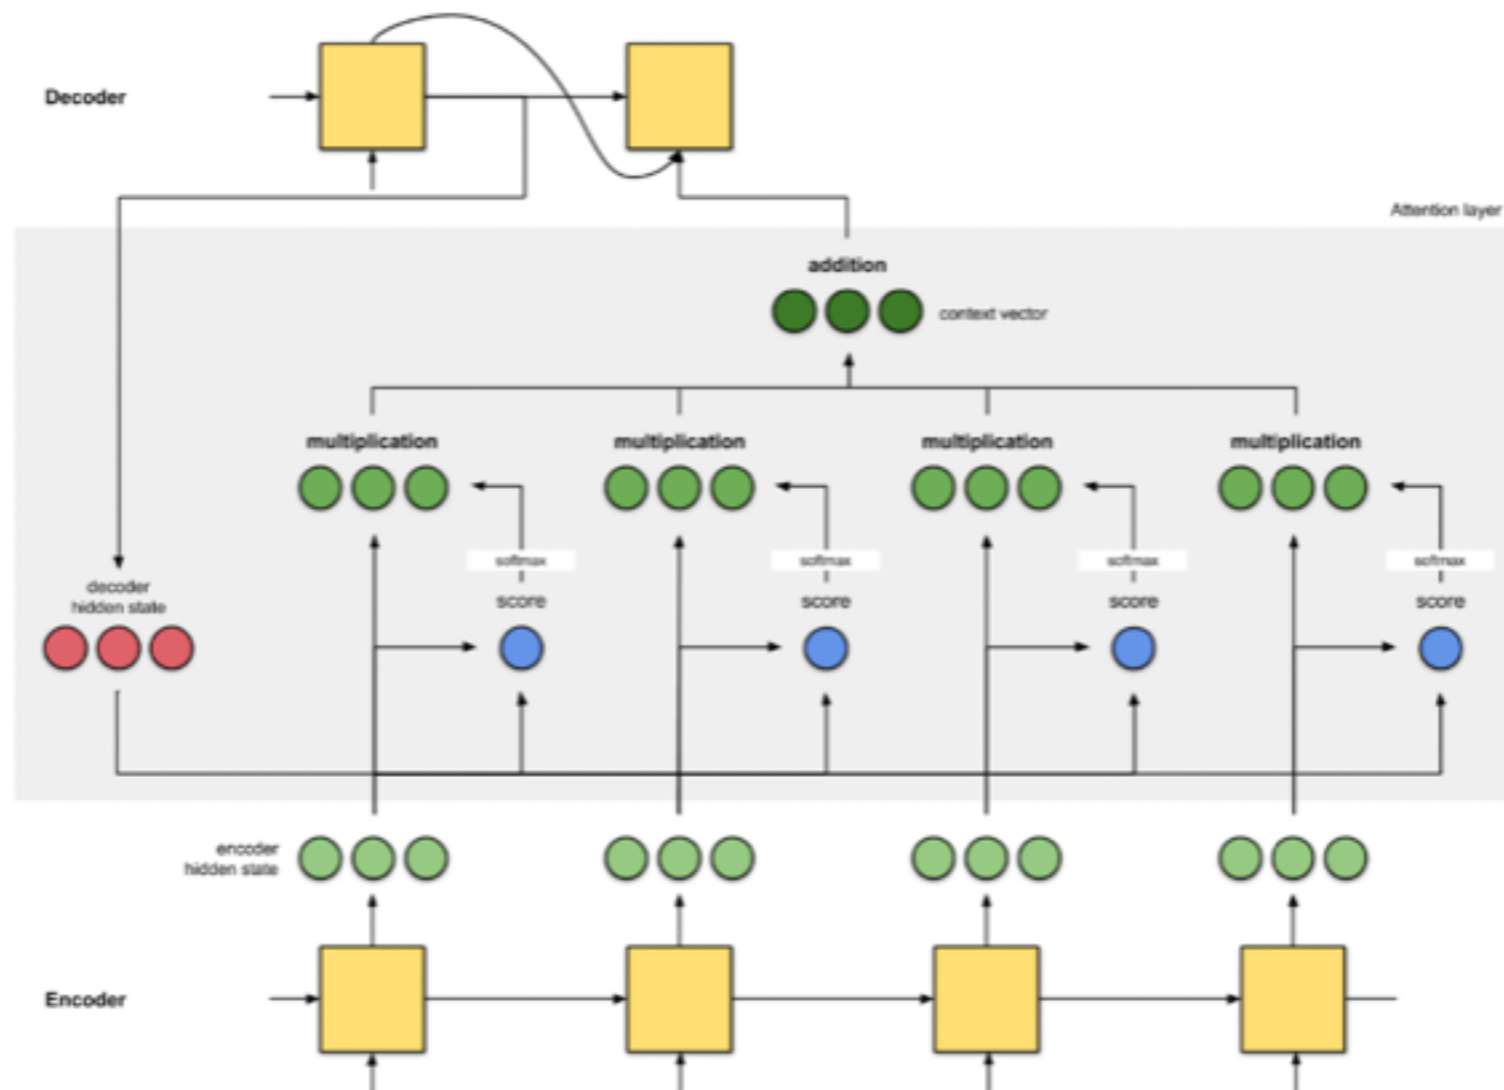 Decoder
Attention layer
addition
context vector
multiplication
multiplication
multiplication
multiplication
softmax
softmax
softmax
softmax
decoder
hidden state
score
score
score
score
encoder
hidden state
Encoder